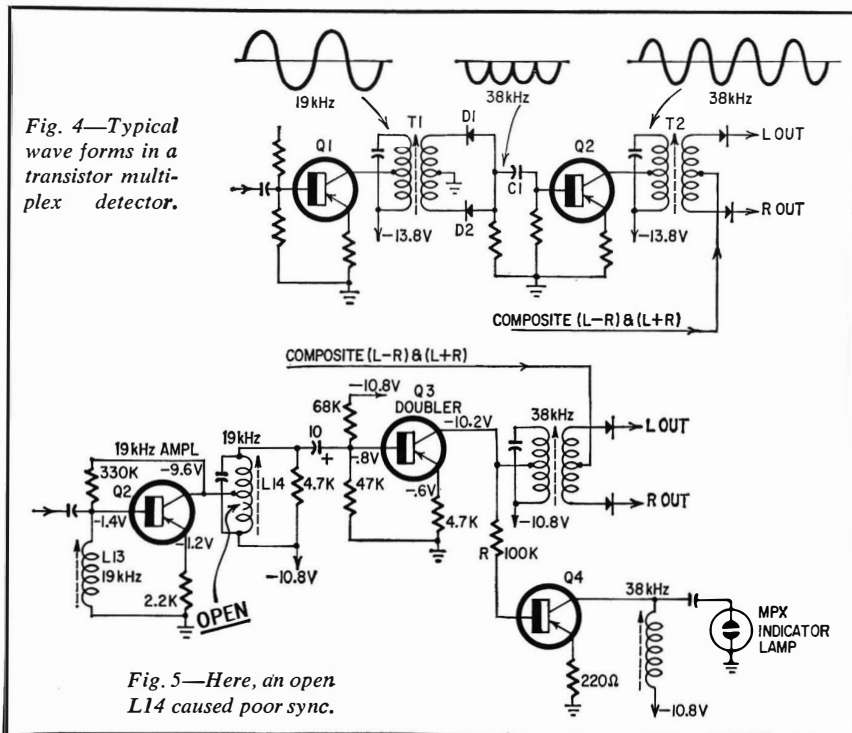 19kHz
38kHz
38kHz
Fig. 4—Typical
wave forms in a
transistor multi-
plex detector.
Q1
T1
D1
D2
C1
Q2
T2
L OUT
R OUT
-13.8V
-13.8V
COMPOSITE (L-R) & (L+R)
COMPOSITE (L-R) & (L+R)
19kHz AMPL
330K
Q2
-9.6V
-1.4V
-1.2V
L13
19kHz
2.2K
OPEN
19kHz
L14
4.7K
-10.8V
10
+
68K
-10.8V
Q3
DOUBLER
-10.2V
-.8V
47K
-.6V
4.7K
38kHz
-10.8V
L OUT
R OUT
R 100K
Q4
220Ω
38kHz
-10.8V
MPX
INDICATOR
LAMP
Fig. 5—Here, an open
L14 caused poor sync.